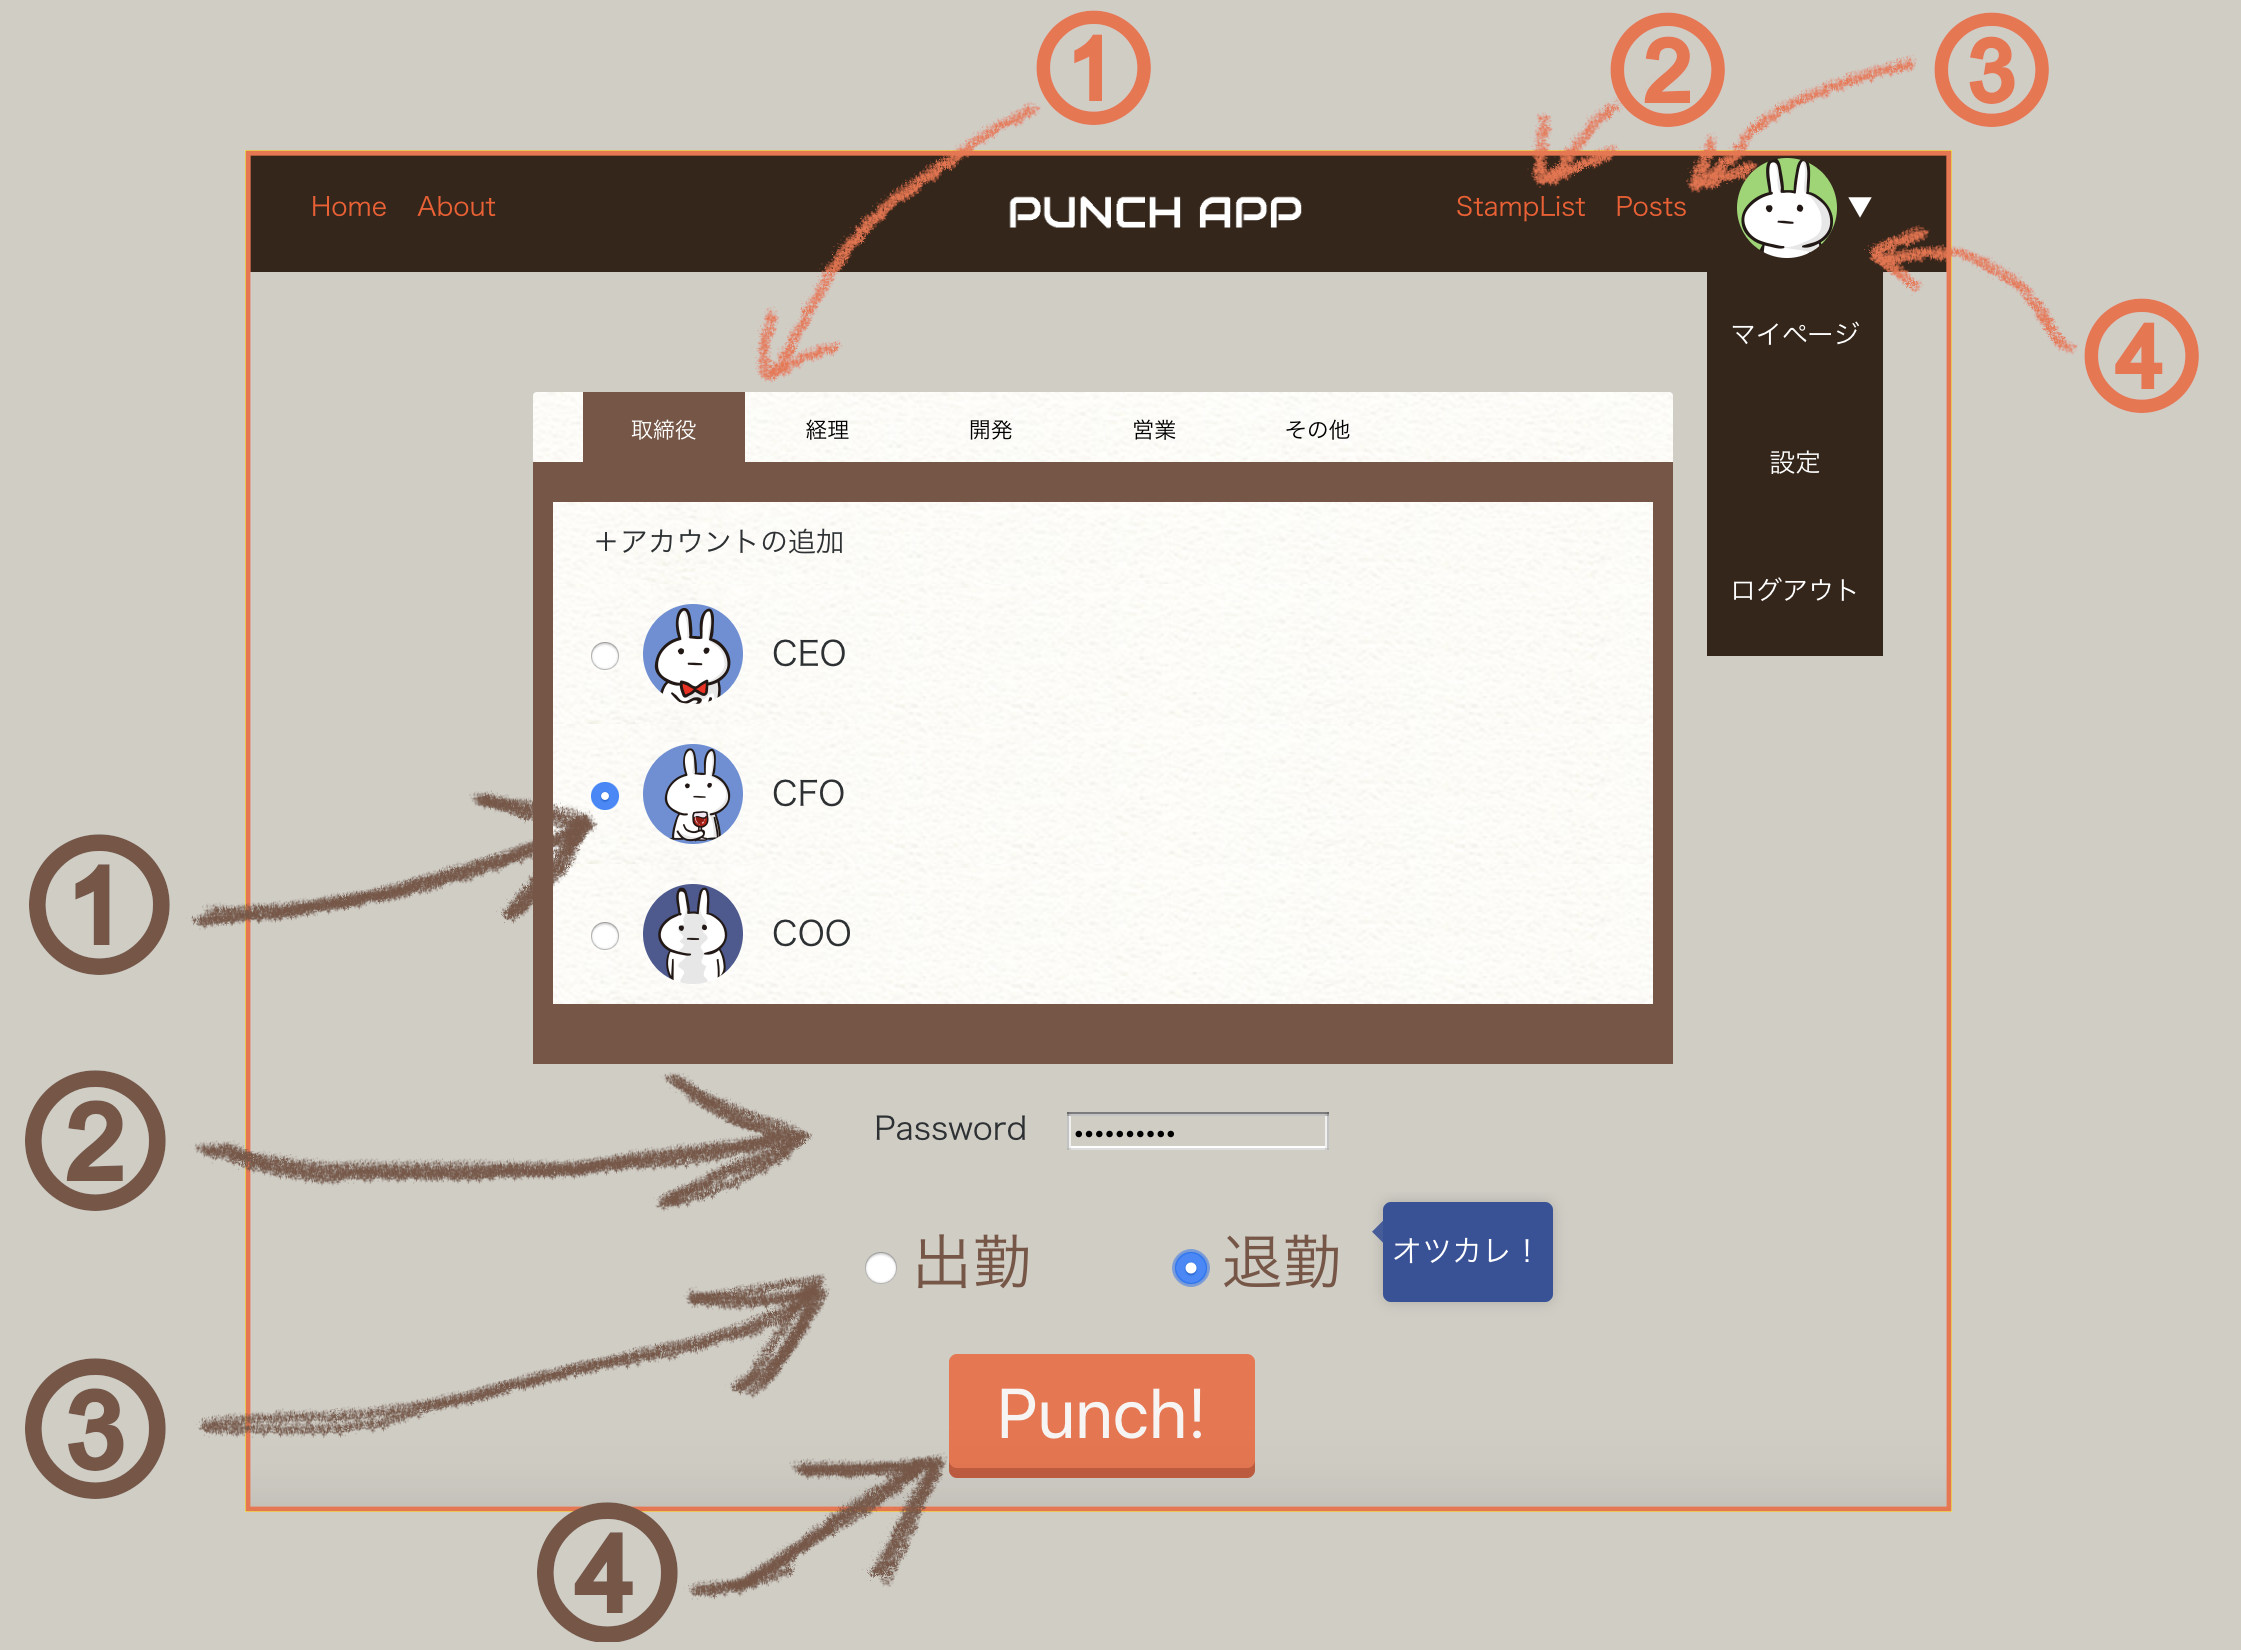 ① ② ③
Home About PUNCH APP StampList Posts ▼
④
マイページ
設定
ログアウト
取締役 経理 開発 営業 その他
＋アカウントの追加
CEO
CFO
COO
①
②
Password ••••••••••
出勤 退勤 オツカレ！
③
Punch!
④